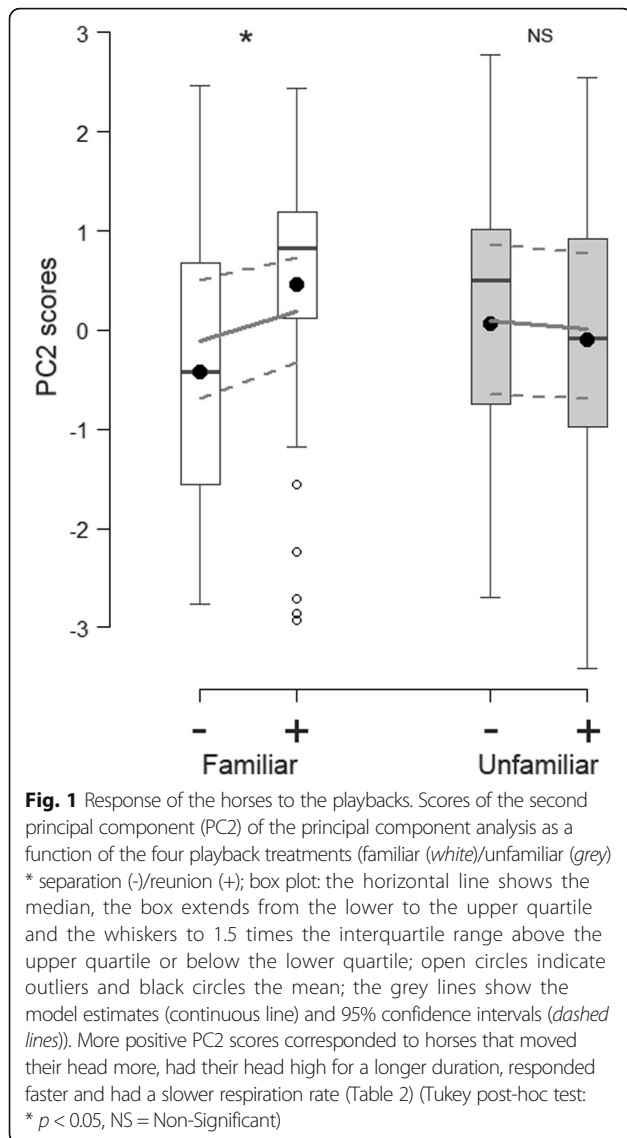 * NS
3
2
1
0
-1
-2
-3
PC2 scores
- + - +
Familiar Unfamiliar
Fig. 1 Response of the horses to the playbacks. Scores of the second
principal component (PC2) of the principal component analysis as a
function of the four playback treatments (familiar (white)/unfamiliar (grey)
* separation (-)/reunion (+); box plot: the horizontal line shows the
median, the box extends from the lower to the upper quartile
and the whiskers to 1.5 times the interquartile range above the
upper quartile or below the lower quartile; open circles indicate
outliers and black circles the mean; the grey lines show the
model estimates (continuous line) and 95% confidence intervals (dashed
lines)). More positive PC2 scores corresponded to horses that moved
their head more, had their head high for a longer duration, responded
faster and had a slower respiration rate (Table 2) (Tukey post-hoc test:
* p < 0.05, NS = Non-Significant)